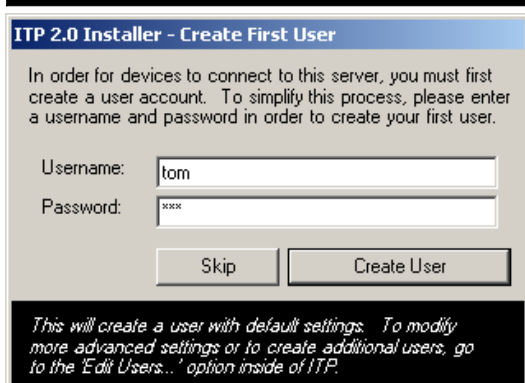 ITP 2.0 Installer - Create First User
In order for devices to connect to this server, you must first
create a user account.  To simplify this process, please enter
a username and password in order to create your first user.
Username:
tom
Password:
***
Skip
Create User
This will create a user with default settings.  To modify
more advanced settings or to create additional users, go
to the 'Edit Users...' option inside of ITP.